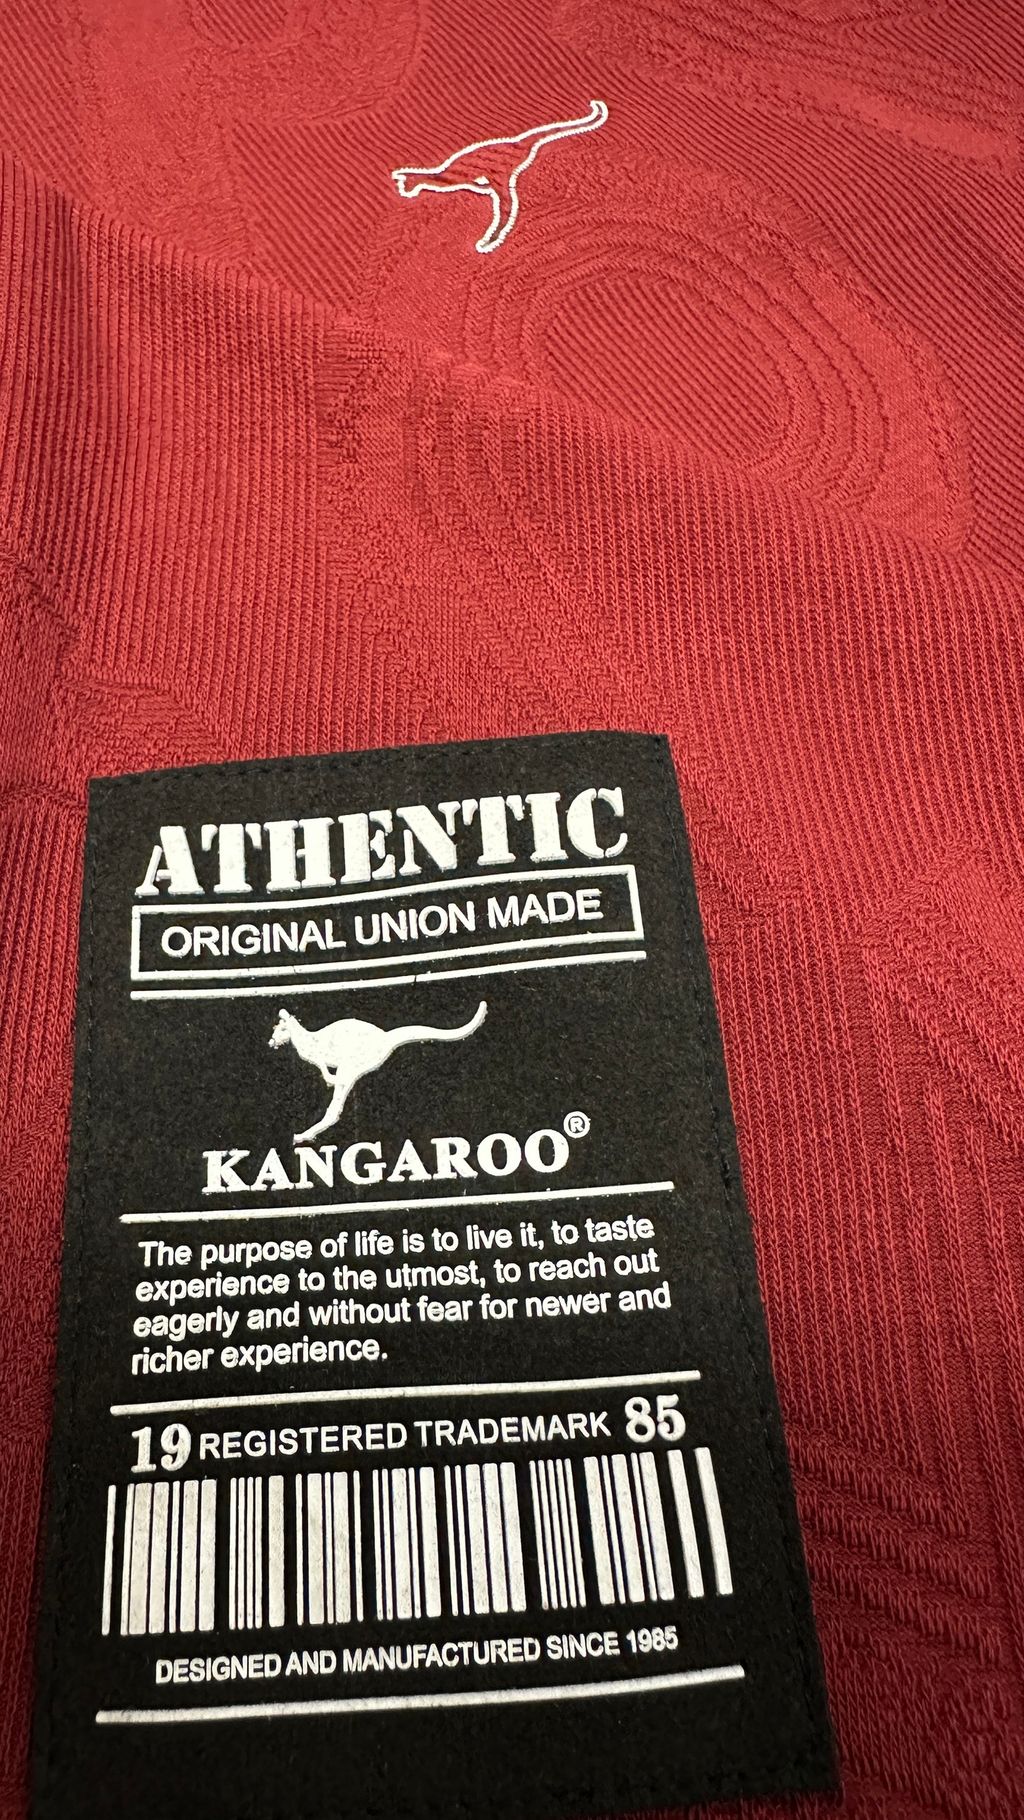 ATHENTIC
ORIGINAL UNION MADE
KANGAROO®
The purpose of life is to live it, to taste
experience to the utmost, to reach out
eagerly and without fear for newer and
richer experience.
19 REGISTERED TRADEMARK 85
DESIGNED AND MANUFACTURED SINCE 1985